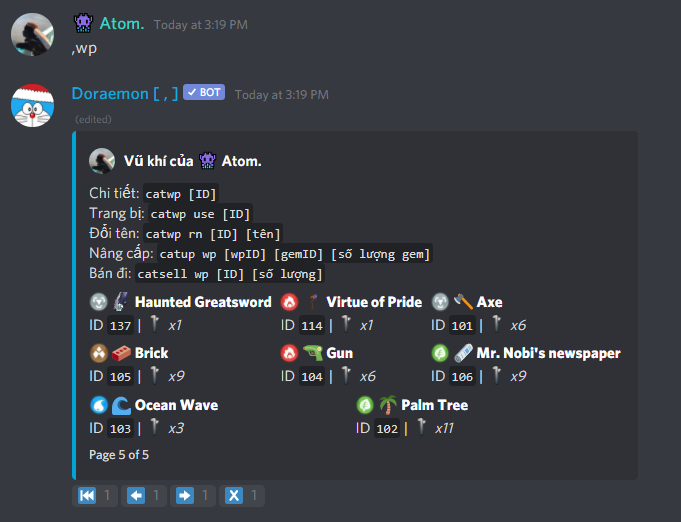 Atom. Today at 3:19 PM
,wp
Doraemon [ , ] BOT Today at 3:19 PM
(edited)
Vũ khí của Atom.
Chi tiết: catwp [ID]
Trang bị: catwp use [ID]
Đổi tên: catwp rn [ID] [tên]
Nâng cấp: catup wp [wpID] [gemID] [số lượng gem]
Bán đi: catsell wp [ID] [số lượng]
Haunted Greatsword Virtue of Pride Axe
ID 137 | x1 ID 114 | x1 ID 101 | x6
Brick Gun Mr. Nobi's newspaper
ID 105 | x9 ID 104 | x6 ID 106 | x9
Ocean Wave Palm Tree
ID 103 | x3 ID 102 | x11
Page 5 of 5
1 1 1 X 1